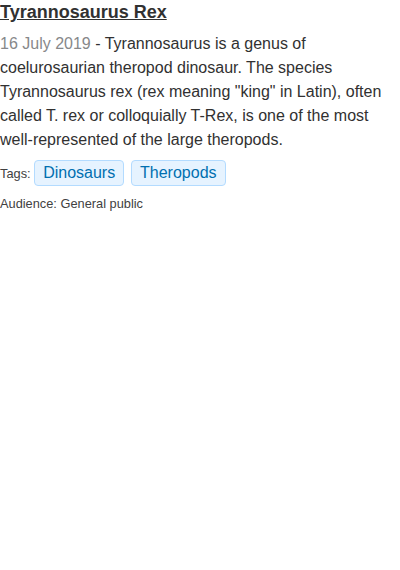 Tyrannosaurus Rex
16 July 2019 - Tyrannosaurus is a genus of
coelurosaurian theropod dinosaur. The species
Tyrannosaurus rex (rex meaning "king" in Latin), often
called T. rex or colloquially T-Rex, is one of the most
well-represented of the large theropods.
Tags: Dinosaurs Theropods
Audience: General public